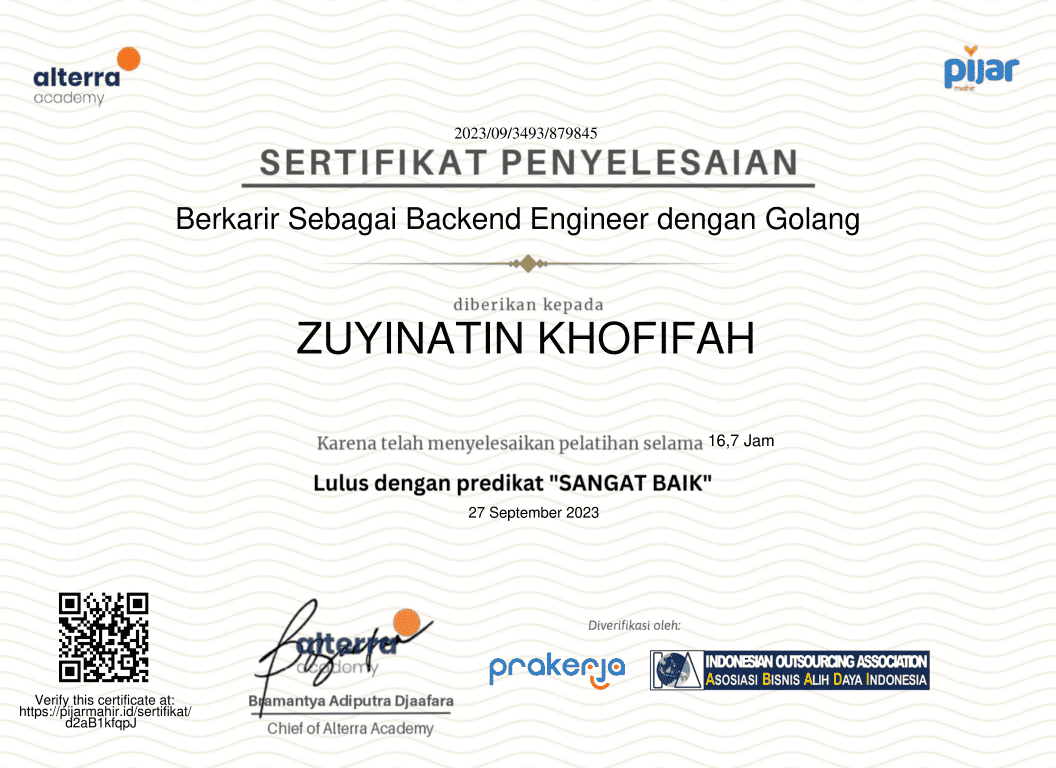 alterra
academy
pijar
mahir
2023/09/3493/879845
SERTIFIKAT PENYELESAIAN
Berkarir Sebagai Backend Engineer dengan Golang
diberikan kepada
ZUYINATIN KHOFIFAH
Karena telah menyelesaikan pelatihan selama 16,7 Jam
Lulus dengan predikat "SANGAT BAIK"
27 September 2023
Verify this certificate at:
https://pijarmahir.id/sertifikat/
d2aB1kfqpJ
alterra
academy
Bramantya Adiputra Djaafara
Chief of Alterra Academy
Diverifikasi oleh:
prakerja
INDONESIAN OUTSOURCING ASSOCIATION
ASOSIASI BISNIS ALIH DAYA INDONESIA